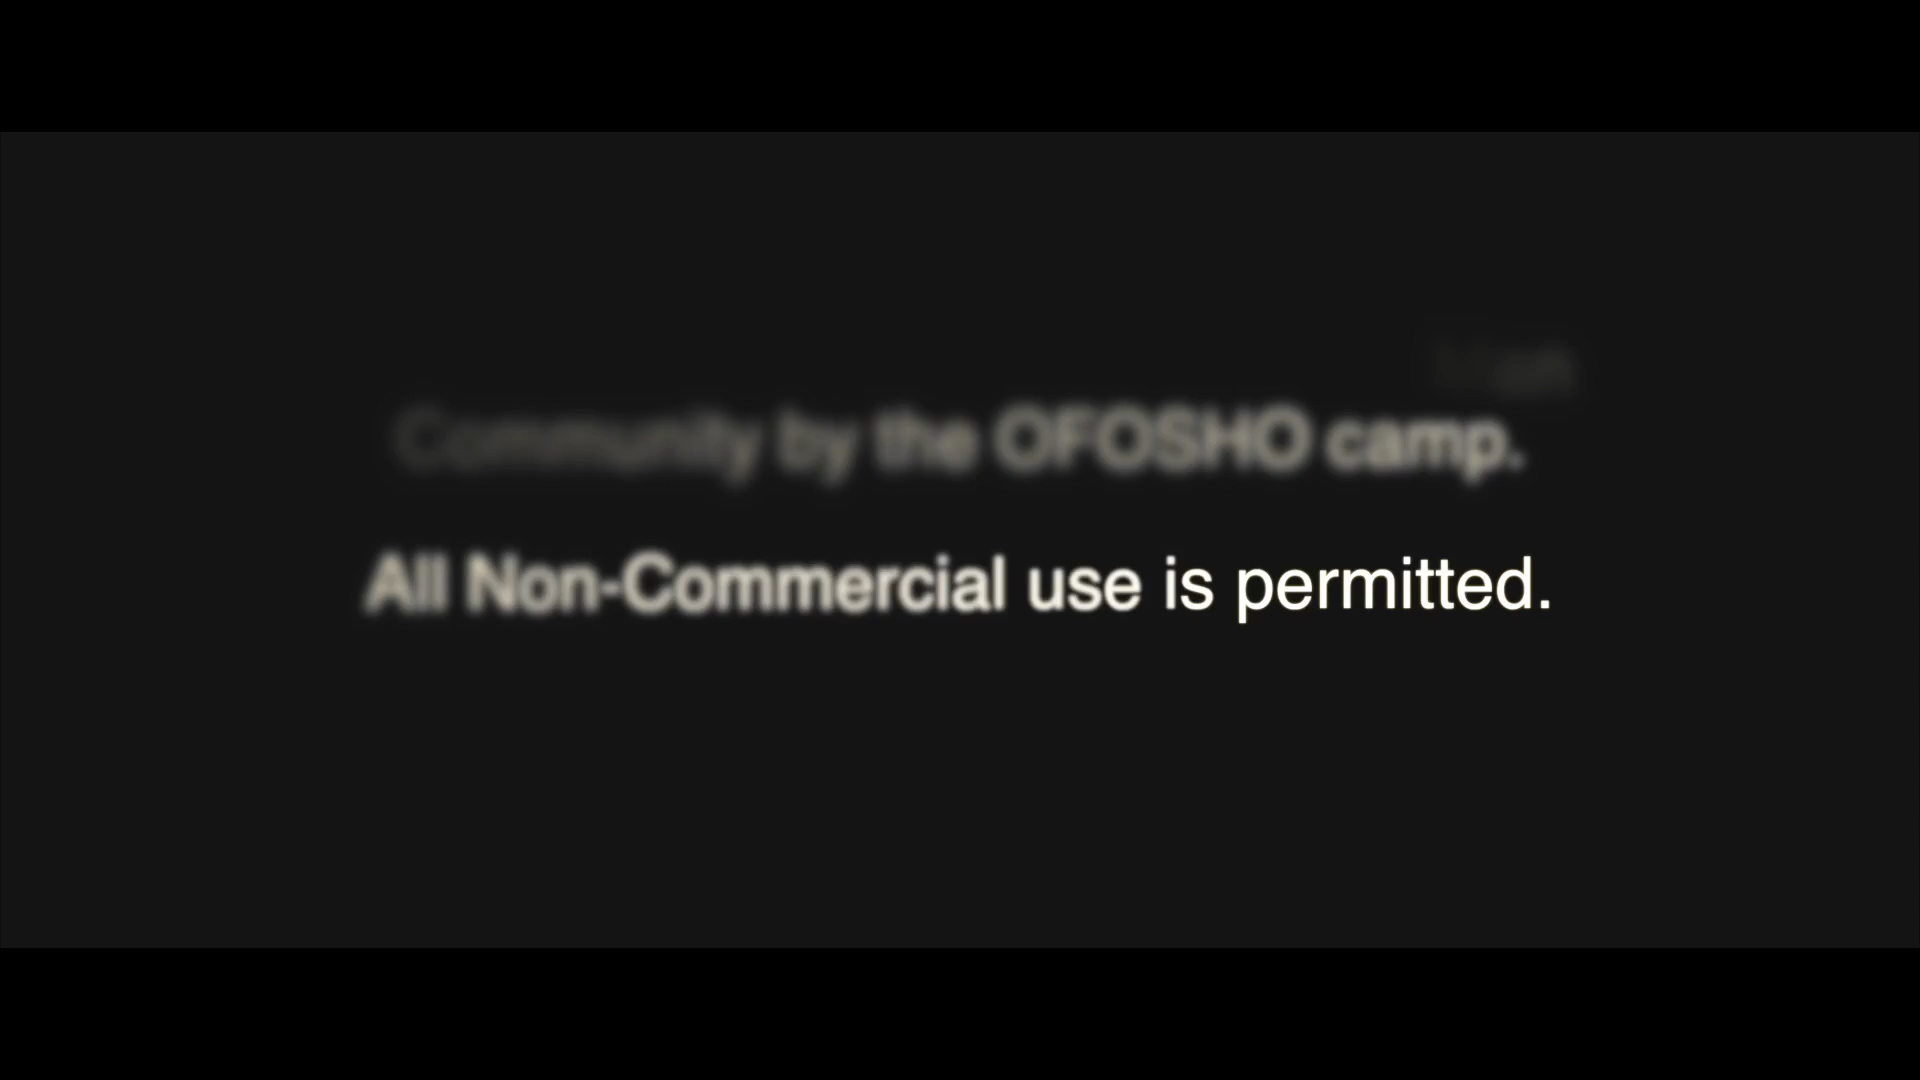 Community by the OFOSHO camp.
All Non-Commercial use is permitted.